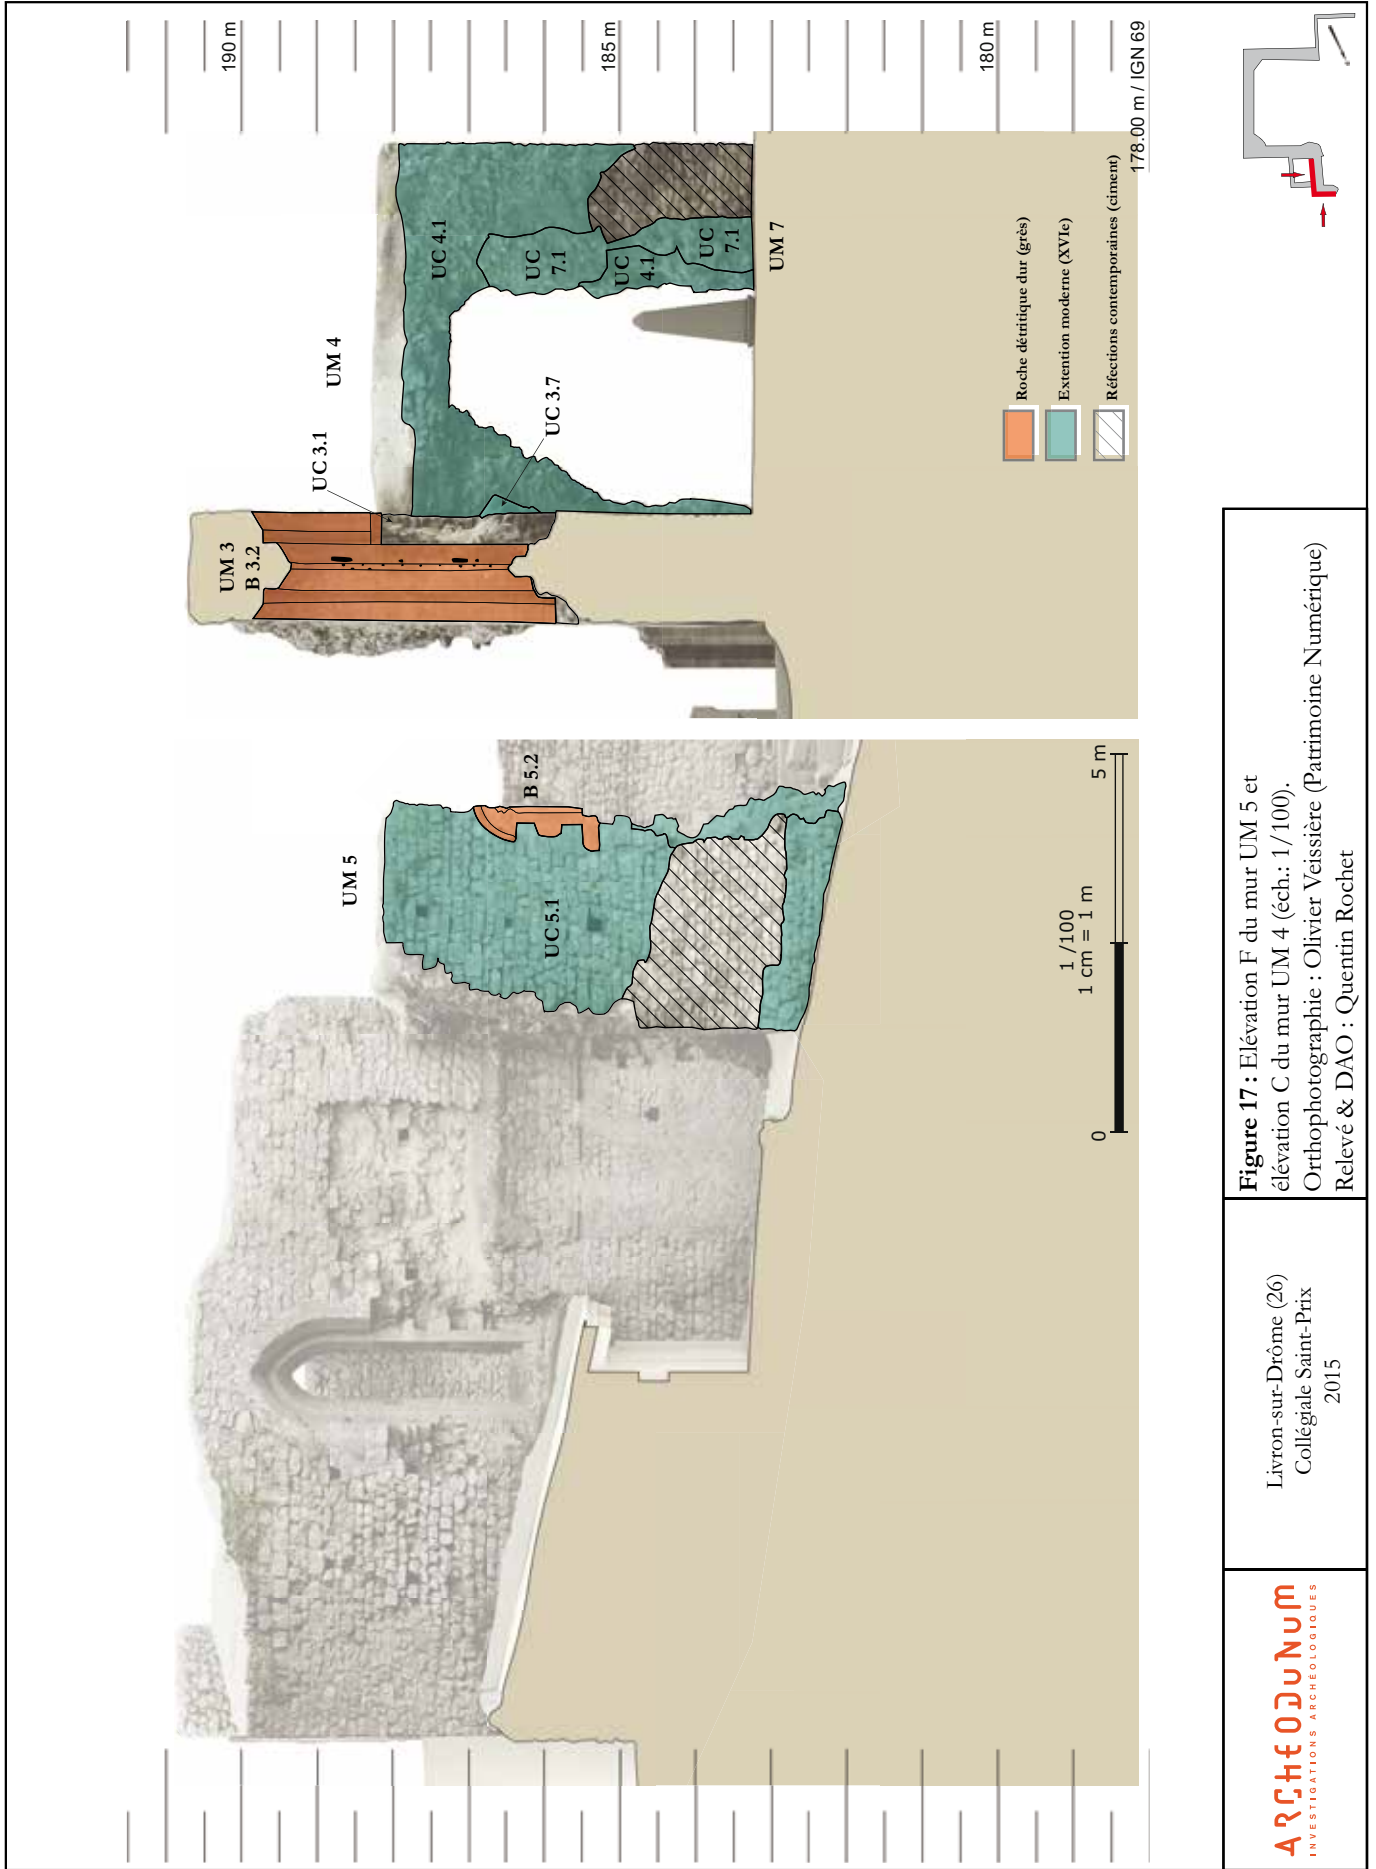 190 m
185 m
180 m
178.00 m / IGN 69
UM 5
B 5.2
UC 5.1
UM 3
B 3.2
UC 3.1
UM 4
UC 3.7
UC 4.1
UC
7.1
UC
4.1
UC
7.1
UM 7
Roche détritique dur (grès)
Extention moderne (XVIe)
Réfections contemporaines (ciment)
1 /100
1 cm = 1 m
0
5 m
ARCHEODUNUM
INVESTIGATIONS ARCHÉOLOGIQUES
Livron-sur-Drôme (26)
Collégiale Saint-Prix
2015
Figure 17 : Elévation F du mur UM 5 et
élévation C du mur UM 4 (éch.: 1/100).
Orthophotographie : Olivier Veissière (Patrimoine Numérique)
Relevé & DAO : Quentin Rochet